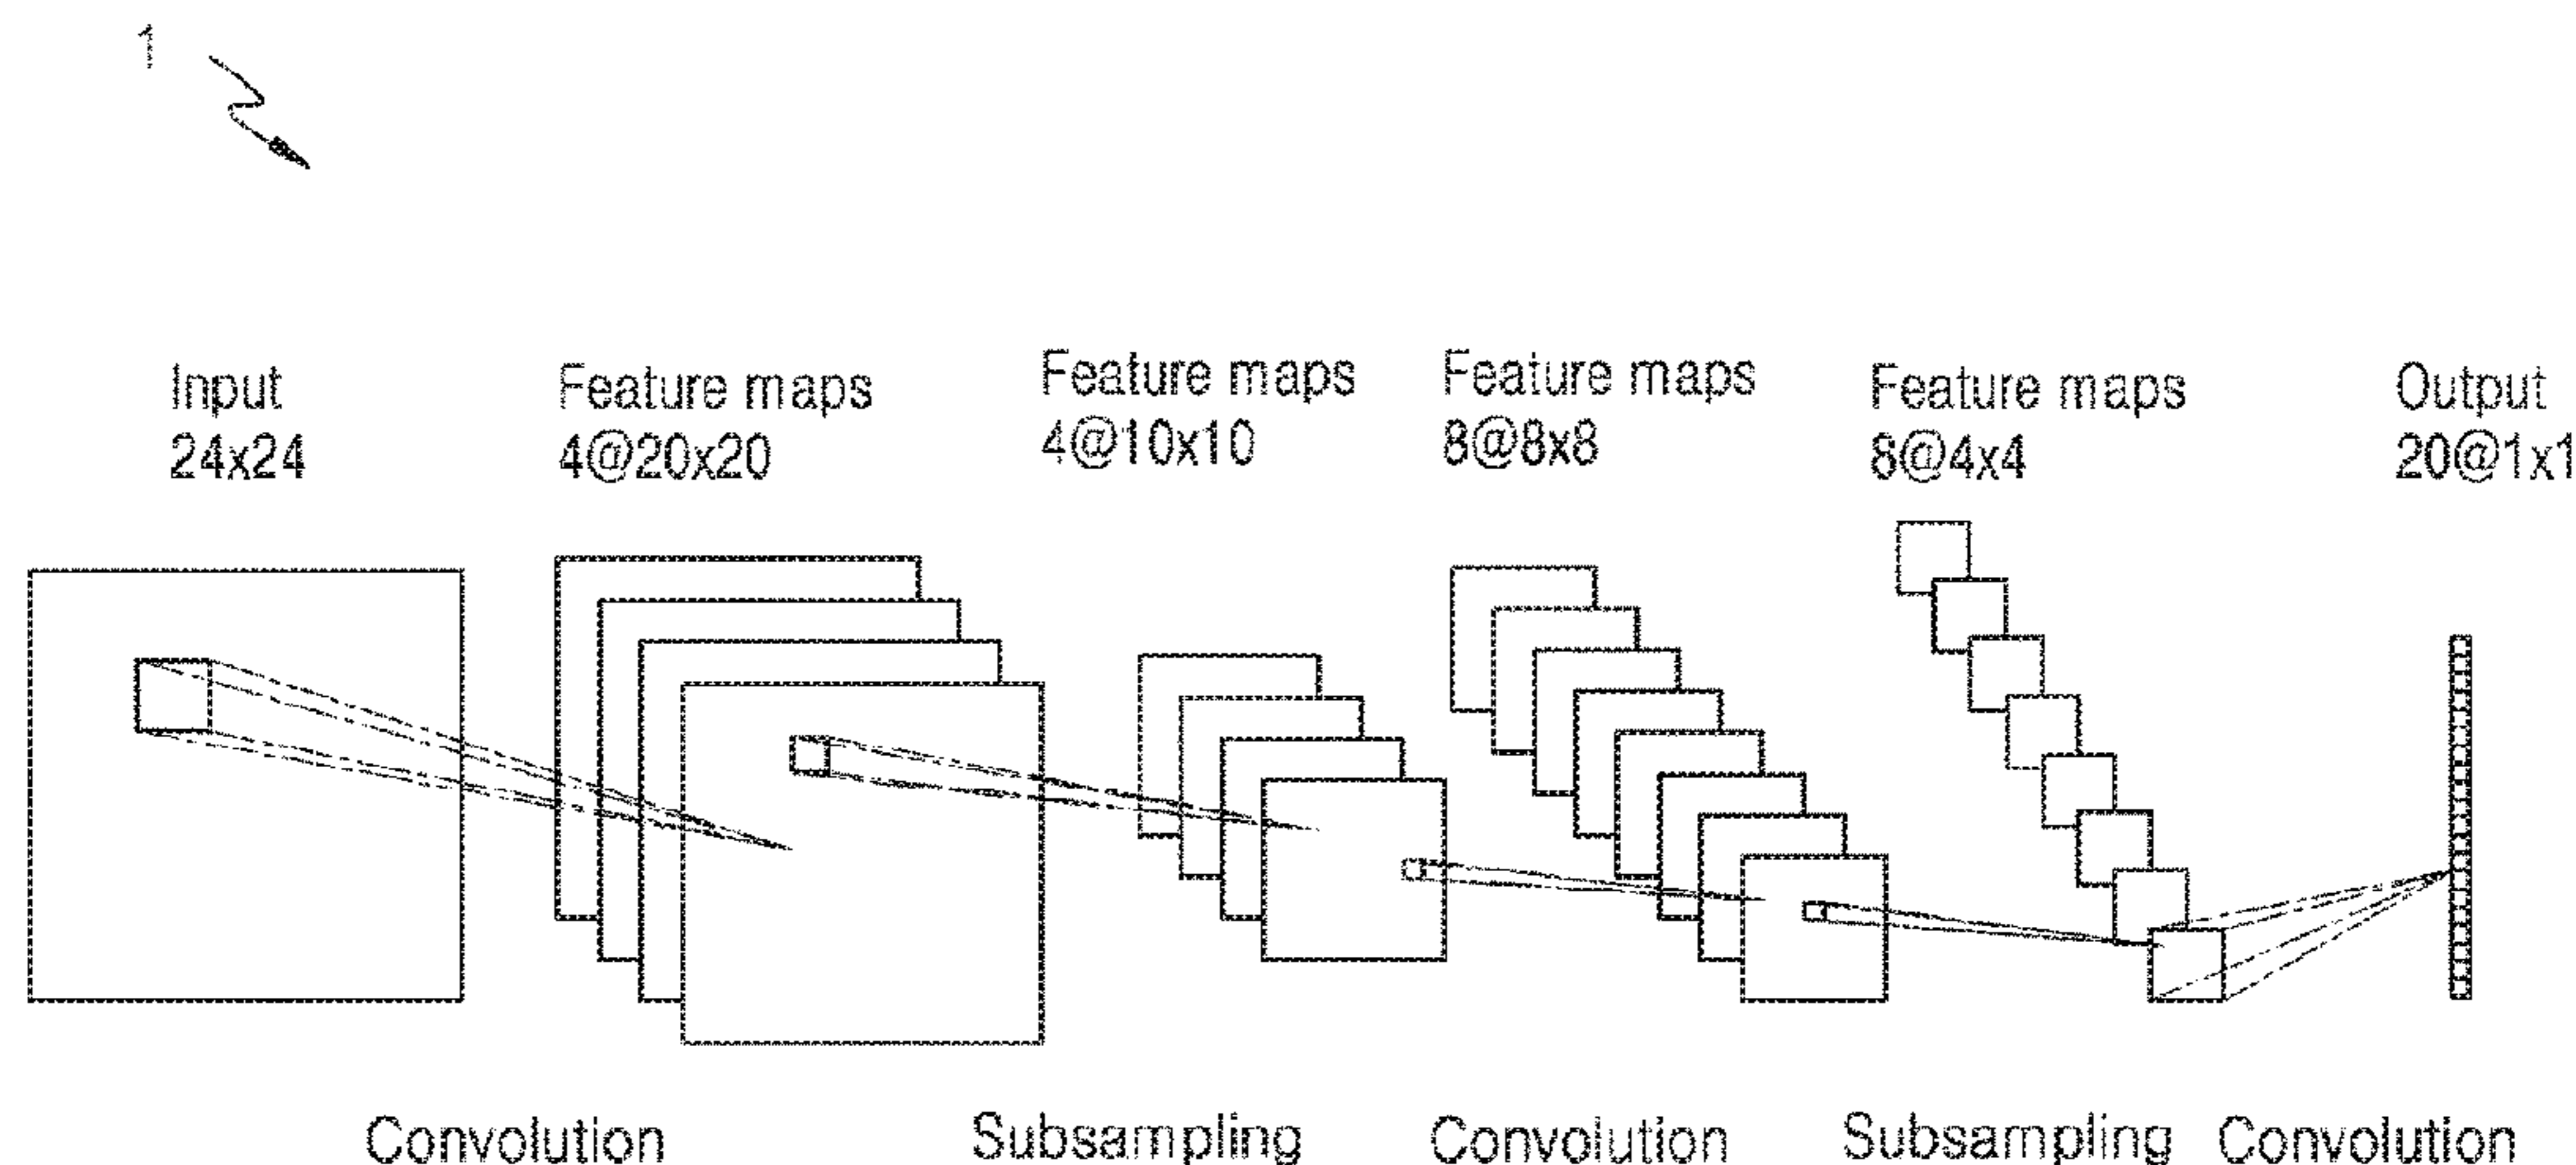 1
Input
24x24
Feature maps
4@20x20
Feature maps
4@10x10
Feature maps
8@8x8
Feature maps
8@4x4
Output
20@1x1
Convolution
Subsampling
Convolution
Subsampling
Convolution